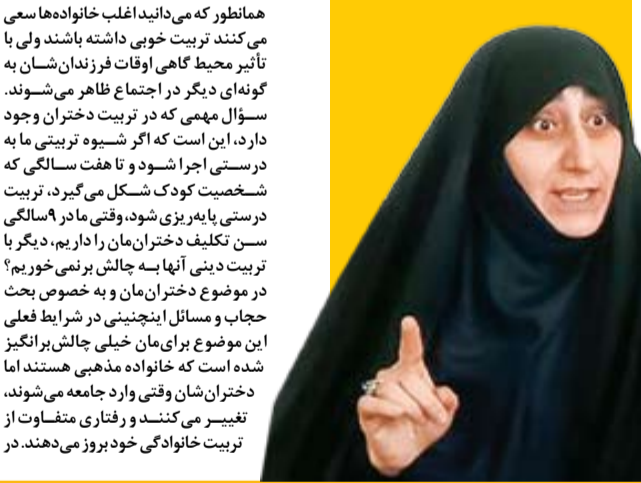 همانطور که می‌دانید اغلب خانواده‌ها سعی
می‌کنند تربیت خوبی داشته باشند ولی با
تأثیر محیط گاهی اوقات فرزندان‌شان به
گونه‌ای دیگر در اجتماع ظاهر می‌شوند.
سؤال مهمی که در تربیت دختران وجود
دارد، این است که اگر شیوه تربیتی ما به
درستی اجرا شود و تا هفت سالگی که
شخصیت کودک شکل می‌گیرد، تربیت
درستی پایه‌ریزی شود، وقتی ما در ۹سالگی
سن تکلیف دختران‌مان را داریم، دیگر با
تربیت دینی آنها به چالش برنمی‌خوریم؟
در موضوع دختران‌مان و به خصوص بحث
حجاب و مسائل اینچنینی در شرایط فعلی
این موضوع برای‌مان خیلی چالش‌برانگیز
شده است که خانواده مذهبی هستند اما
دختران‌شان وقتی وارد جامعه می‌شوند،
تغییر می‌کنند و رفتاری متفاوت از
تربیت خانوادگی خود بروز می‌دهند. در